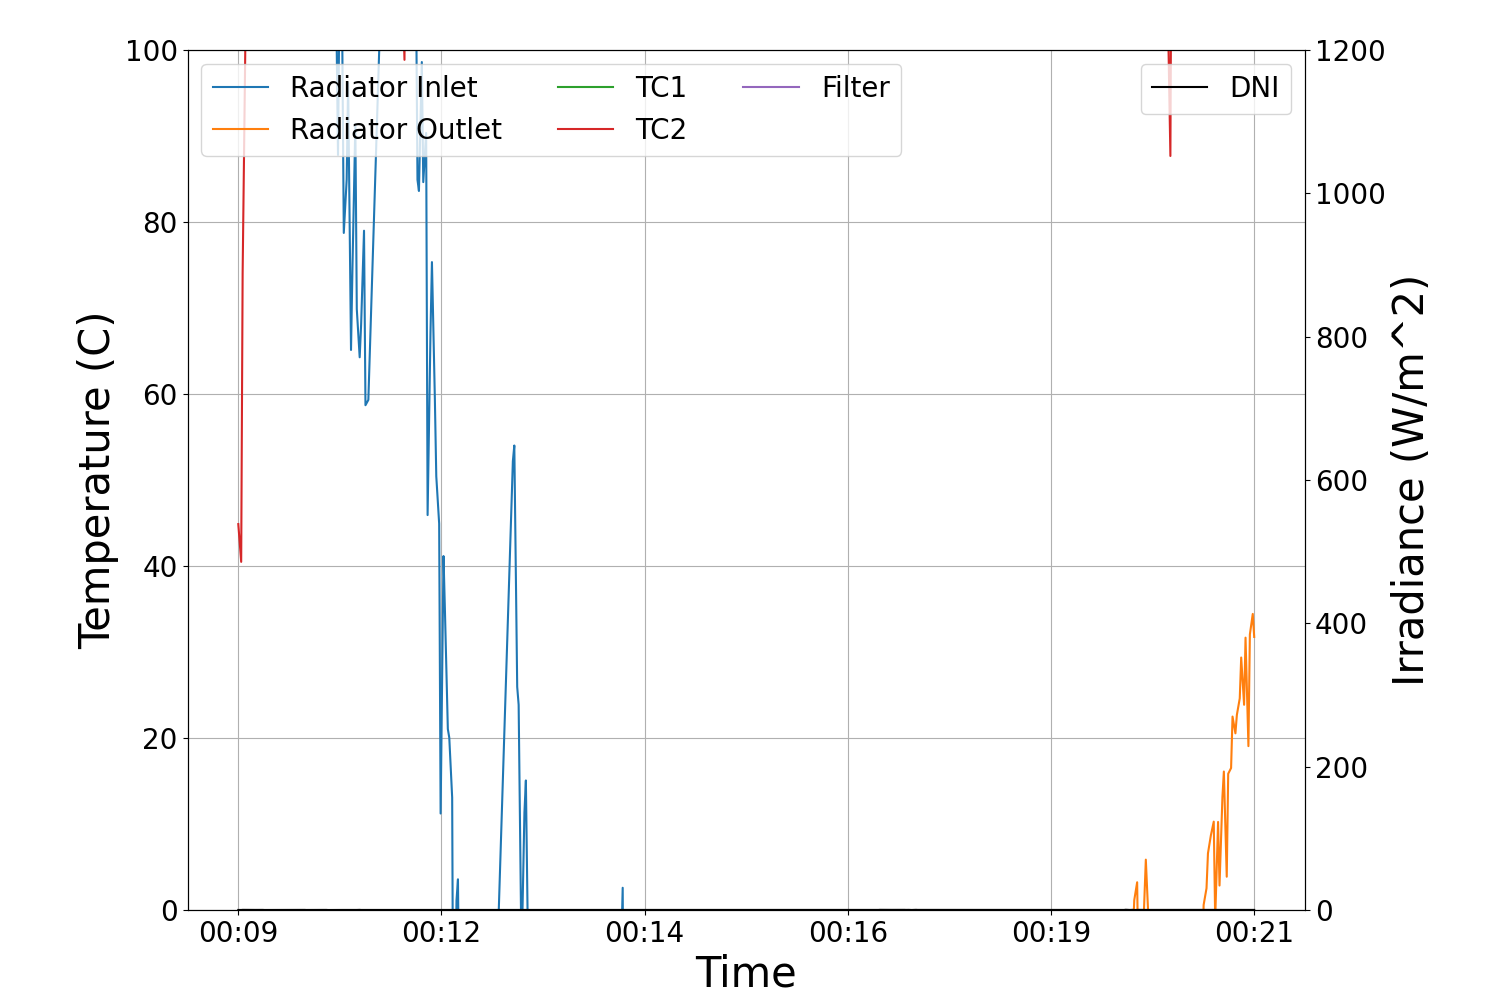 100
80
60
40
20
0
Temperature (C)
Radiator Inlet
Radiator Outlet
TC1
TC2
Filter
DNI
1200
1000
800
600
400
200
0
Irradiance (W/m^2)
00:09 00:12 00:14 00:16 00:19 00:21
Time